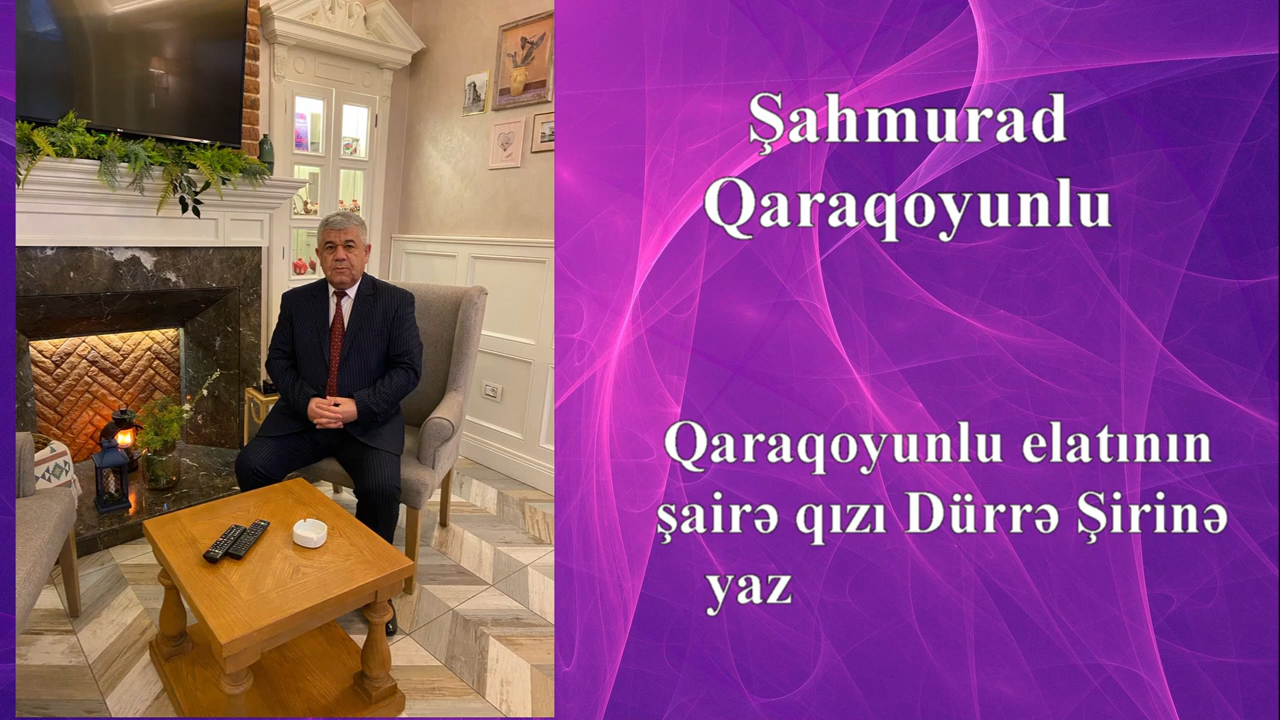 Şahmurad
Qaraqoyunlu
Qaraqoyunlu elatının
şairə qızı Dürrə Şirinə
yaz